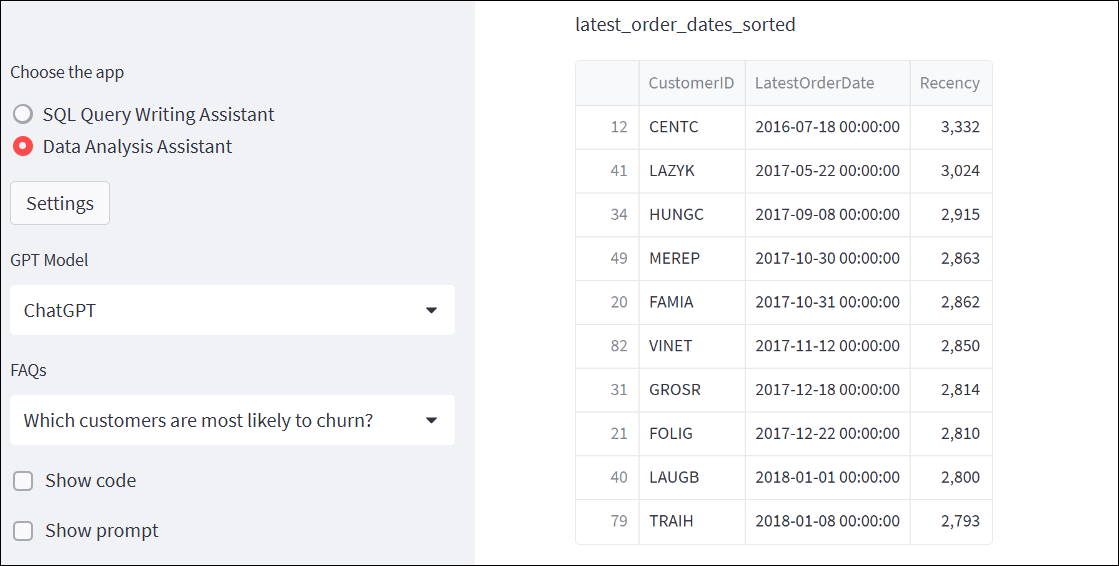 Choose the app
SQL Query Writing Assistant
Data Analysis Assistant
Settings
GPT Model
ChatGPT
FAQs
Which customers are most likely to churn?
Show code
Show prompt
latest_order_dates_sorted
CustomerID LatestOrderDate Recency
12 CENTC 2016-07-18 00:00:00 3,332
41 LAZYK 2017-05-22 00:00:00 3,024
34 HUNGC 2017-09-08 00:00:00 2,915
49 MEREP 2017-10-30 00:00:00 2,863
20 FAMIA 2017-10-31 00:00:00 2,862
82 VINET 2017-11-12 00:00:00 2,850
31 GROSR 2017-12-18 00:00:00 2,814
21 FOLIG 2017-12-22 00:00:00 2,810
40 LAUGB 2018-01-01 00:00:00 2,800
79 TRAIH 2018-01-08 00:00:00 2,793